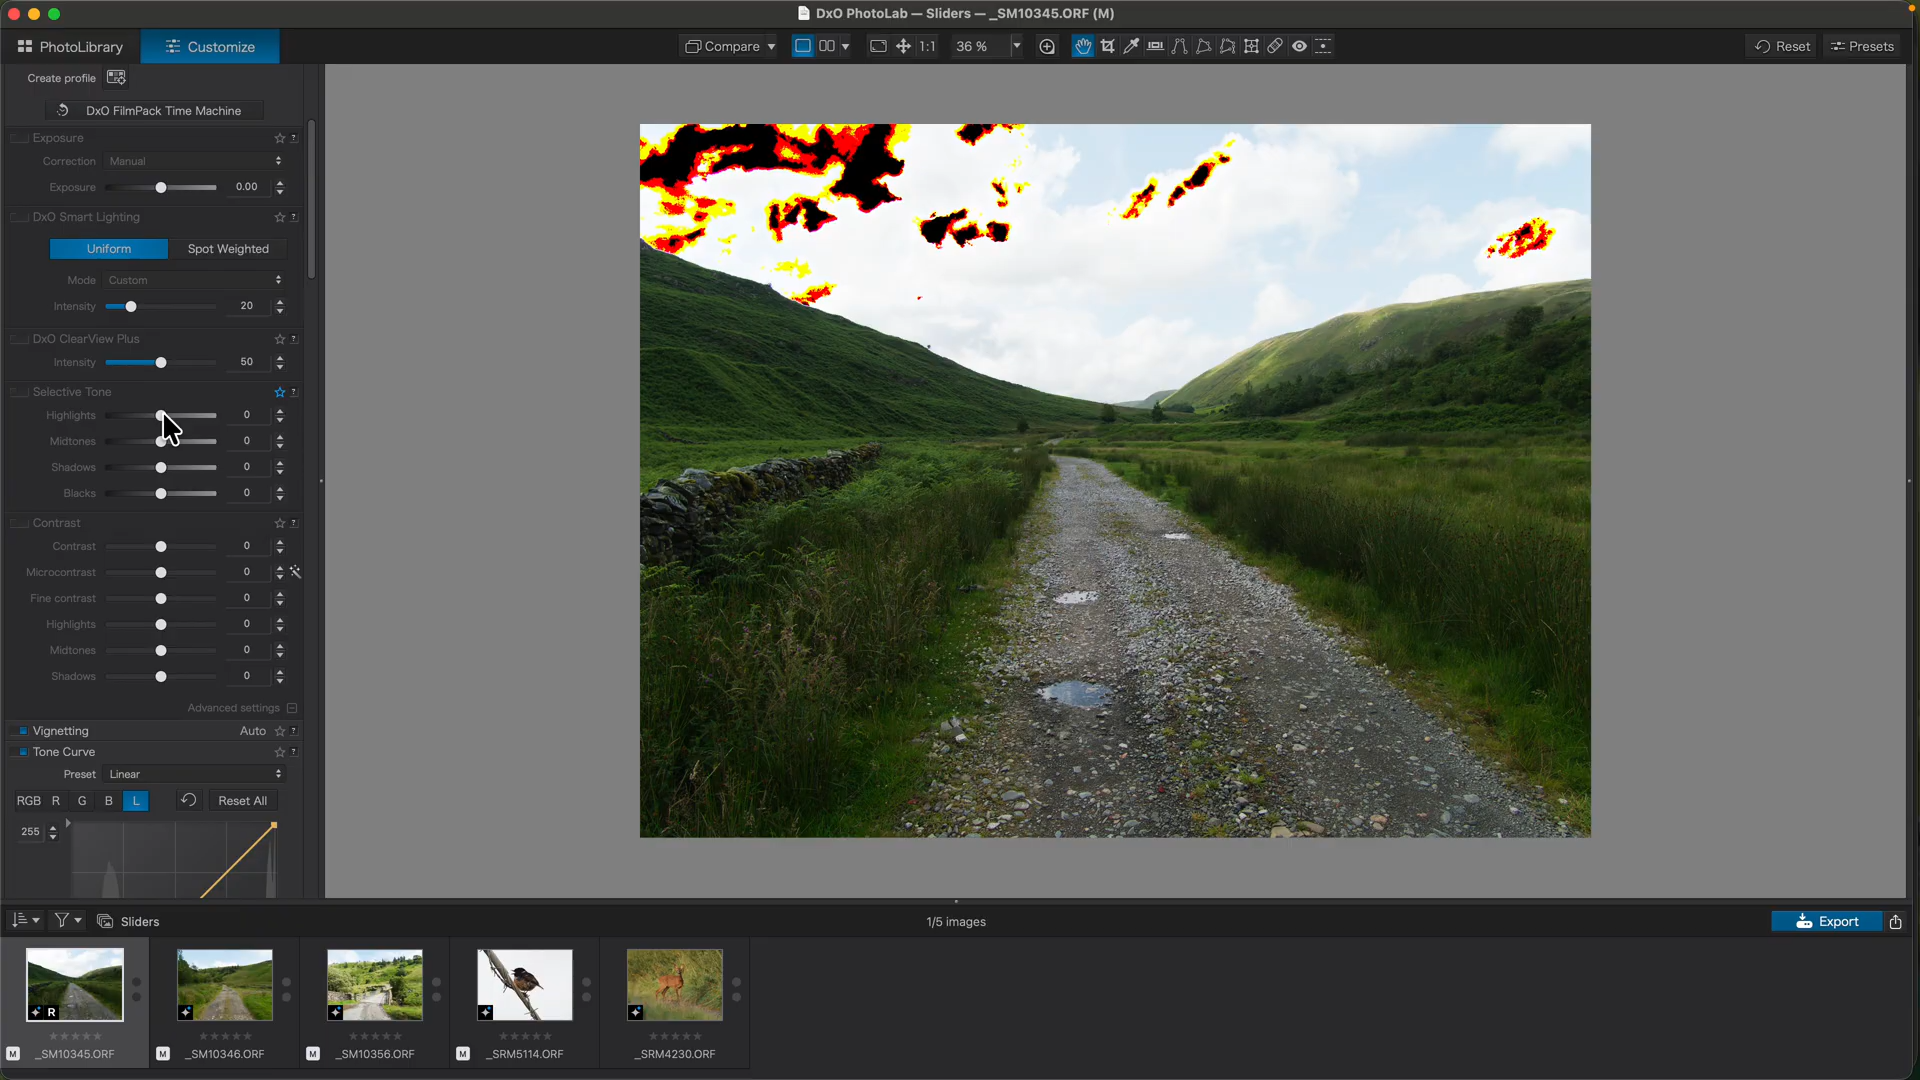 DxO PhotoLab — Sliders — _SM10345.ORF (M)
PhotoLibrary
Customize
Compare
1:1
36 %
Reset
Presets
Create profile
DxO FilmPack Time Machine
Exposure
?
Correction Manual
Exposure 0.00
DxO Smart Lighting
?
Uniform
Spot Weighted
Mode Custom
Intensity 20
DxO ClearView Plus
?
Intensity 50
Selective Tone
?
Highlights 0
Midtones 0
Shadows 0
Blacks 0
Contrast
?
Contrast 0
Microcontrast 0
Fine contrast 0
Highlights 0
Midtones 0
Shadows 0
Advanced settings
Vignetting Auto
?
Tone Curve
?
Preset Linear
RGB R G B L
Reset All
255
Sliders
1/5 images
Export
R
M _SM10345.ORF
M _SM10346.ORF
M _SM10356.ORF
M _SRM5114.ORF
_SRM4230.ORF